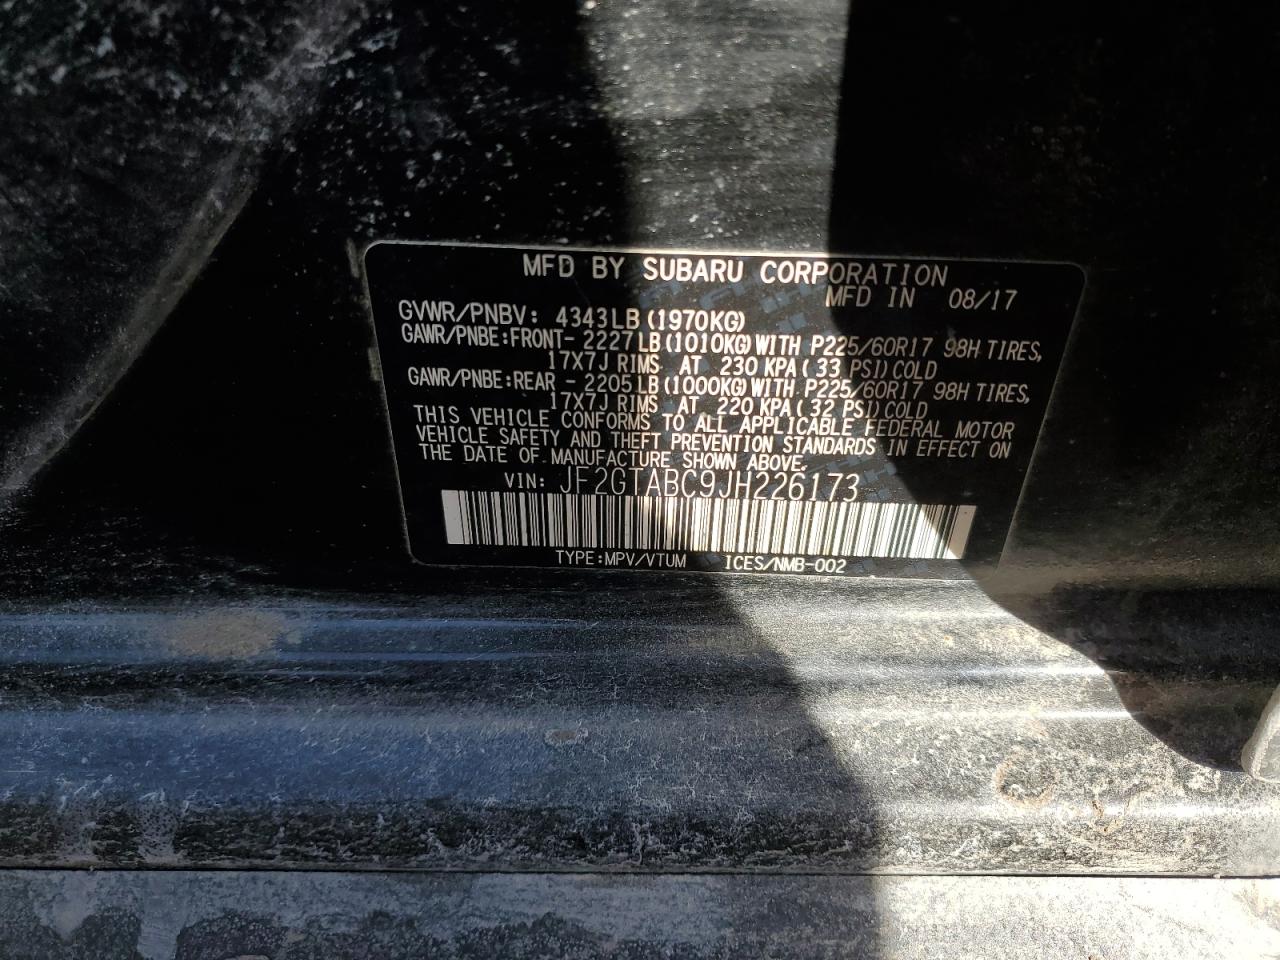 MFD BY SUBARU CORPORATION
MFD IN 08/17
GVWR/PNBV: 4343LB(1970KG)
GAWR/PNBE:FRONT-2227LB(1010KG)WITH P225/60R17 98H TIRES,
17X7J RIMS AT 230 KPA(33 PSI)COLD
GAWR/PNBE:REAR -2205LB(1000KG)WITH P225/60R17 98H TIRES,
17X7J RIMS AT 220 KPA(32 PSI)COLD
THIS VEHICLE CONFORMS TO ALL APPLICABLE FEDERAL MOTOR
VEHICLE SAFETY AND THEFT PREVENTION STANDARDS IN EFFECT ON
THE DATE OF MANUFACTURE SHOWN ABOVE.
VIN: JF2GTABC9JH226173
TYPE:MPV/VTUM ICES/NMB-002